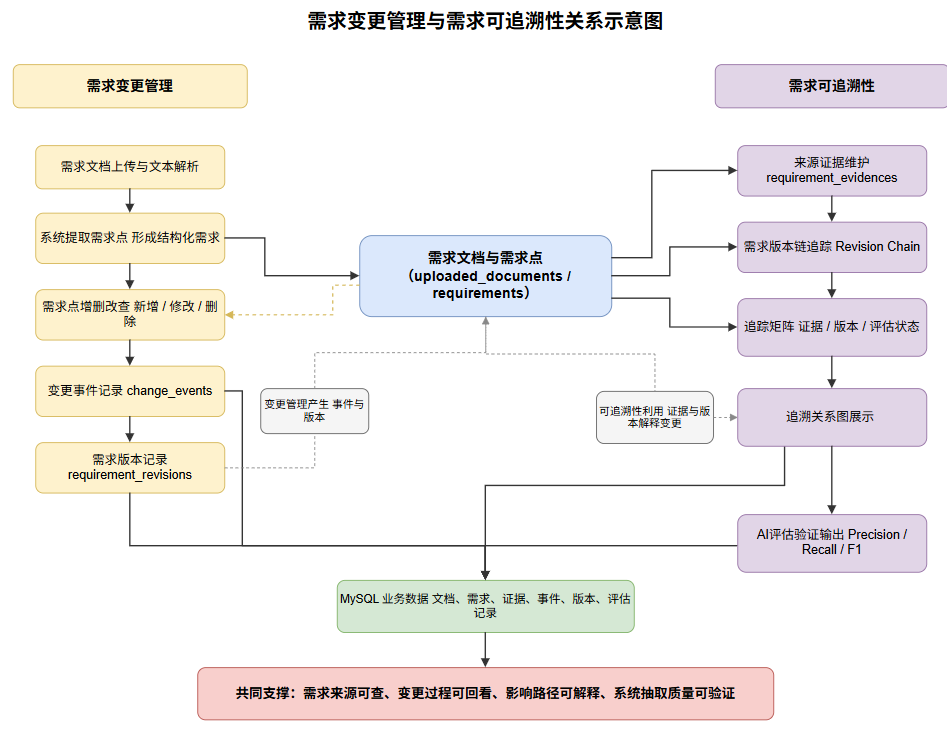 需求变更管理与需求可追溯性关系示意图
需求变更管理
需求可追溯性
需求文档上传与文本解析
系统提取需求点 形成结构化需求
需求点增删改查 新增 / 修改 / 删
除
变更事件记录 change_events
需求版本记录
requirement_revisions
需求文档与需求点
（uploaded_documents /
requirements）
变更管理产生 事件与
版本
可追溯性利用 证据与版
本解释变更
来源证据维护
requirement_evidences
需求版本链追踪 Revision Chain
追踪矩阵 证据 / 版本 / 评估状态
追溯关系图展示
AI评估验证输出 Precision /
Recall / F1
MySQL 业务数据 文档、需求、证据、事件、版本、评估
记录
共同支撑：需求来源可查、变更过程可回看、影响路径可解释、系统抽取质量可验证